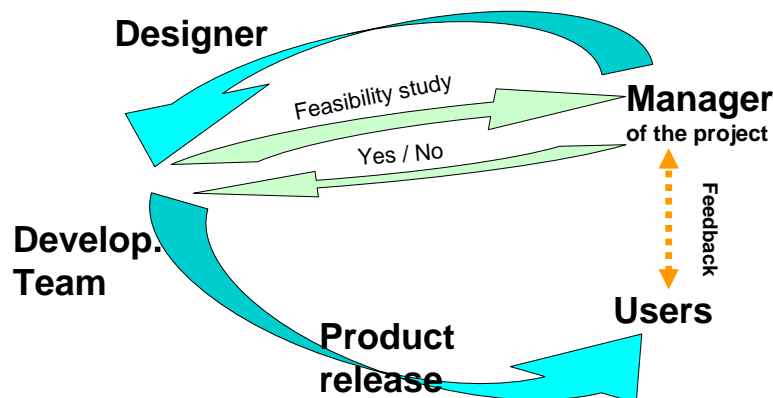 Designer
Feasibility study
Manager
of the project
Yes / No
Feedback
Develop.
Team
Users
Product
release